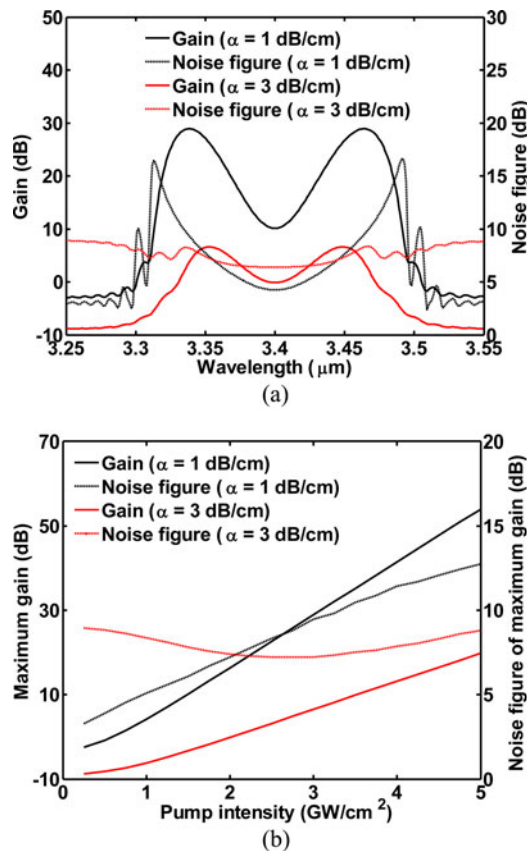 50
40
30
20
10
0
-10
Gain (dB)
Gain (α = 1 dB/cm)
Noise figure ( α = 1 dB/cm)
Gain (α = 3 dB/cm)
Noise figure ( α = 3 dB/cm)
30
25
20
15
10
5
0
Noise figure (dB)
3.25 3.3 3.35 3.4 3.45 3.5 3.55
Wavelength (μm)
(a)
70
50
30
10
-10
Maximum gain (dB)
Gain (α = 1 dB/cm)
Noise figure (α = 1 dB/cm)
Gain (α = 3 dB/cm)
Noise figure (α = 3 dB/cm)
20
15
10
5
0
Noise figure of maximum gain (dB)
0 1 2 3 4 5
Pump intensity (GW/cm²)
(b)